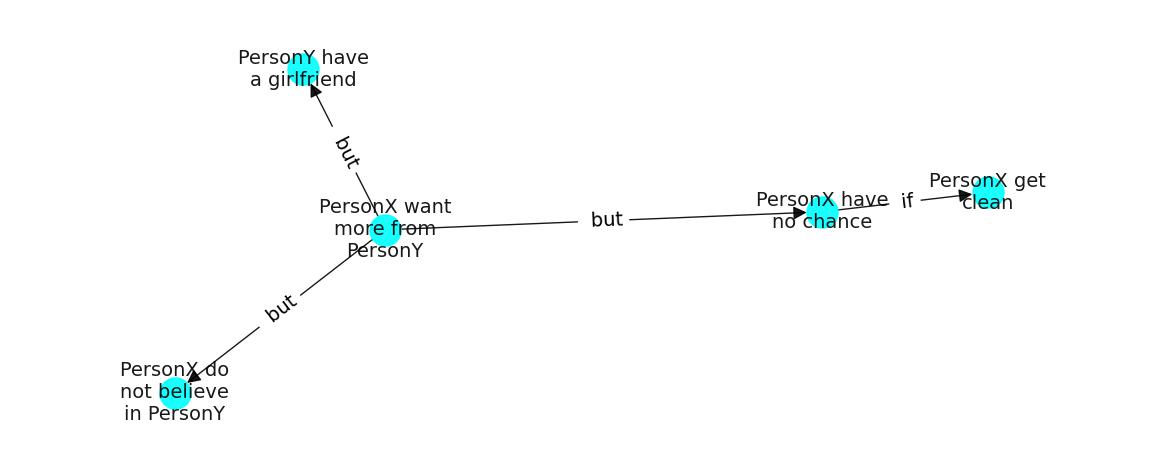 PersonY have
a girlfriend
but
PersonX want
more from
PersonY
but
PersonX have
no chance
if
PersonX get
clean
but
PersonX do
not believe
in PersonY